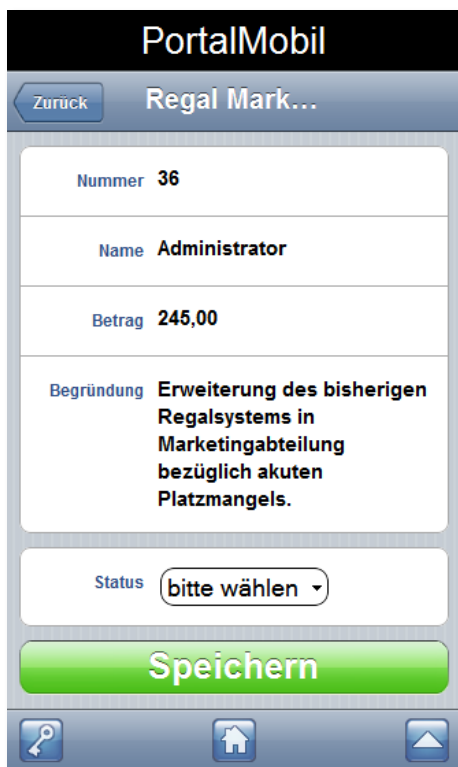 PortalMobil
Zurück Regal Mark...
Nummer 36
Name Administrator
Betrag 245,00
Begründung Erweiterung des bisherigen
Regalsystems in
Marketingabteilung
bezüglich akuten
Platzmangels.
Status bitte wählen
Speichern